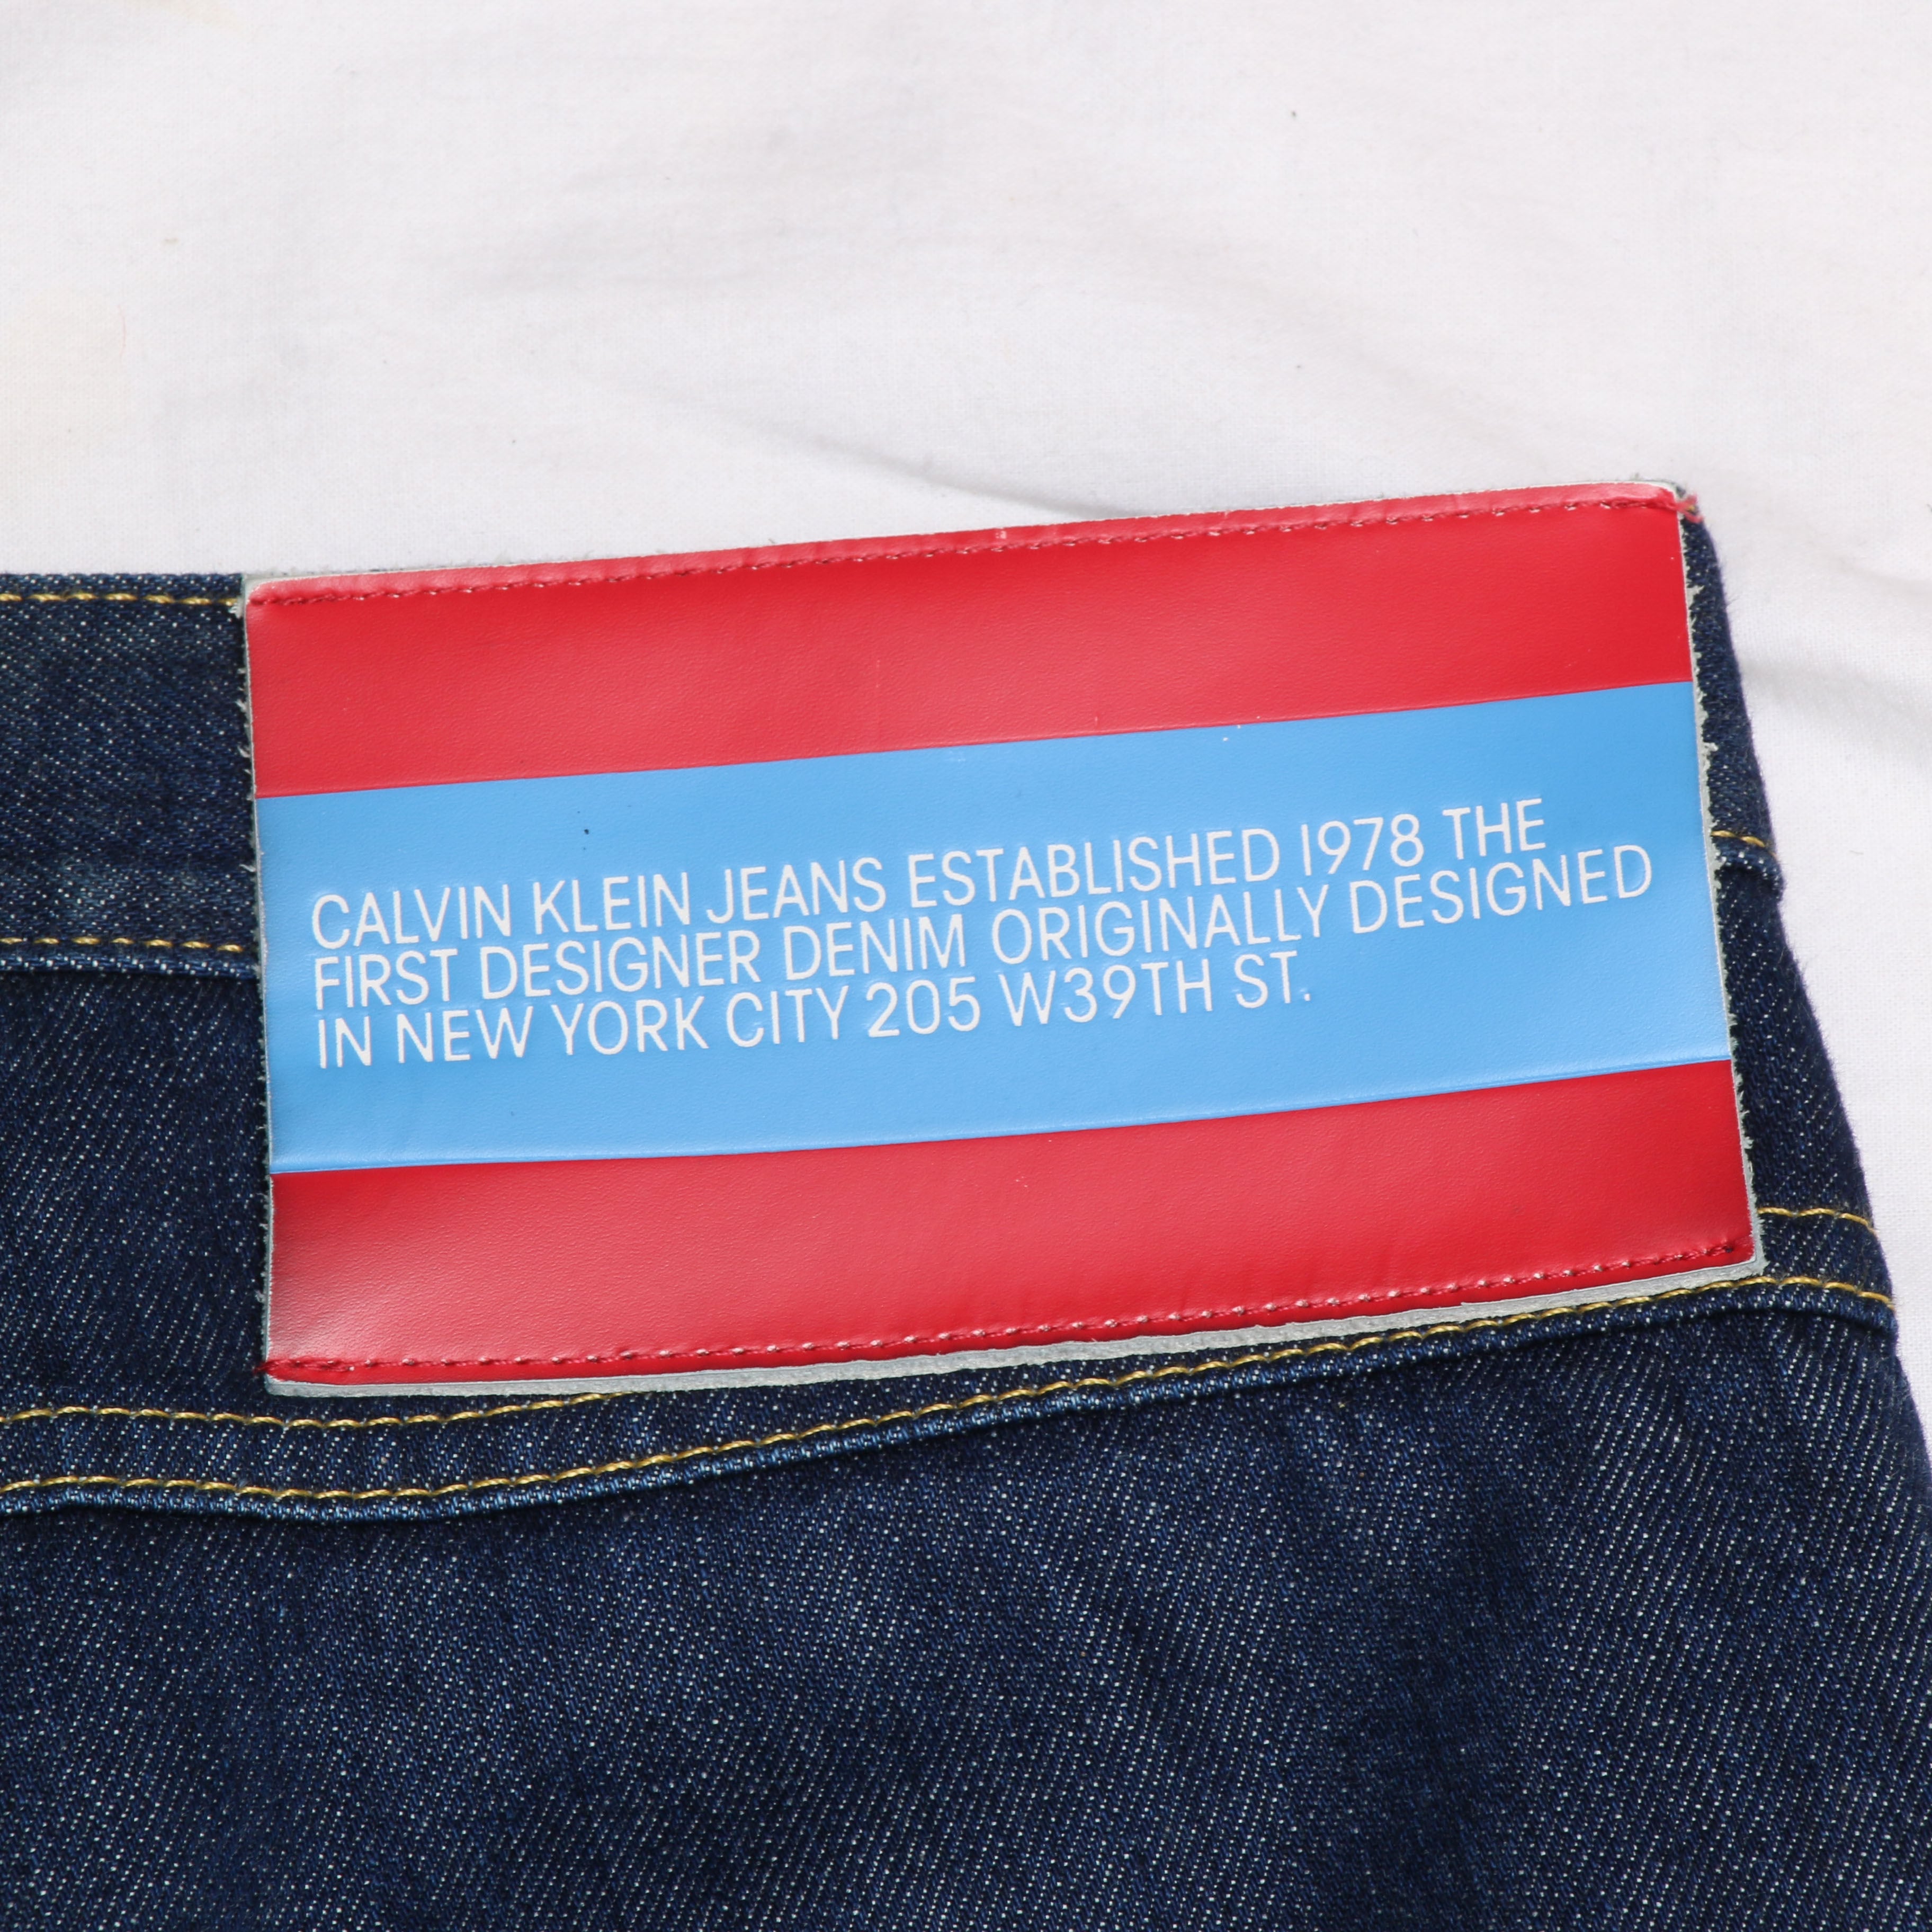 CALVIN KLEIN JEANS ESTABLISHED 1978 THE
FIRST DESIGNER DENIM ORIGINALLY DESIGNED
IN NEW YORK CITY 205 W39TH ST.